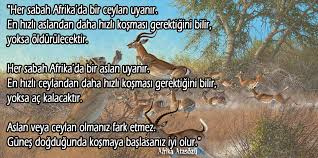 "Her sabah Afrika'da bir ceylan uyanır.
En hızlı aslandan daha hızlı koşması gerektiğini bilir,
yoksa öldürülecektir.
Her sabah Afrika'da bir aslan uyanır.
En hızlı ceylandan daha hızlı koşması gerektiğini bilir,
yoksa aç kalacaktır.
Aslan veya ceylan olmanız fark etmez.
Güneş doğduğunda koşmaya başlasanız iyi olur."
Afrika Atasözü